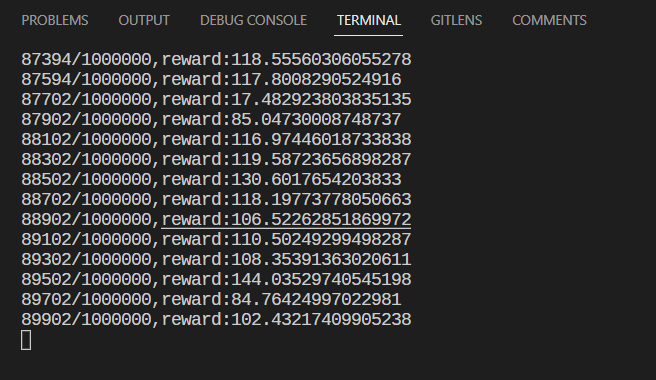 PROBLEMS OUTPUT DEBUG CONSOLE TERMINAL GITLENS COMMENTS
87394/1000000,reward:118.55560306055278
87594/1000000,reward:117.8008290524916
87702/1000000,reward:17.482923803835135
87902/1000000,reward:85.04730008748737
88102/1000000,reward:116.97446018733838
88302/1000000,reward:119.58723656898287
88502/1000000,reward:130.6017654203833
88702/1000000,reward:118.19773778050663
88902/1000000,reward:106.52262851869972
89102/1000000,reward:110.50249299498287
89302/1000000,reward:108.35391363020611
89502/1000000,reward:144.03529740545198
89702/1000000,reward:84.76424997022981
89902/1000000,reward:102.43217409905238